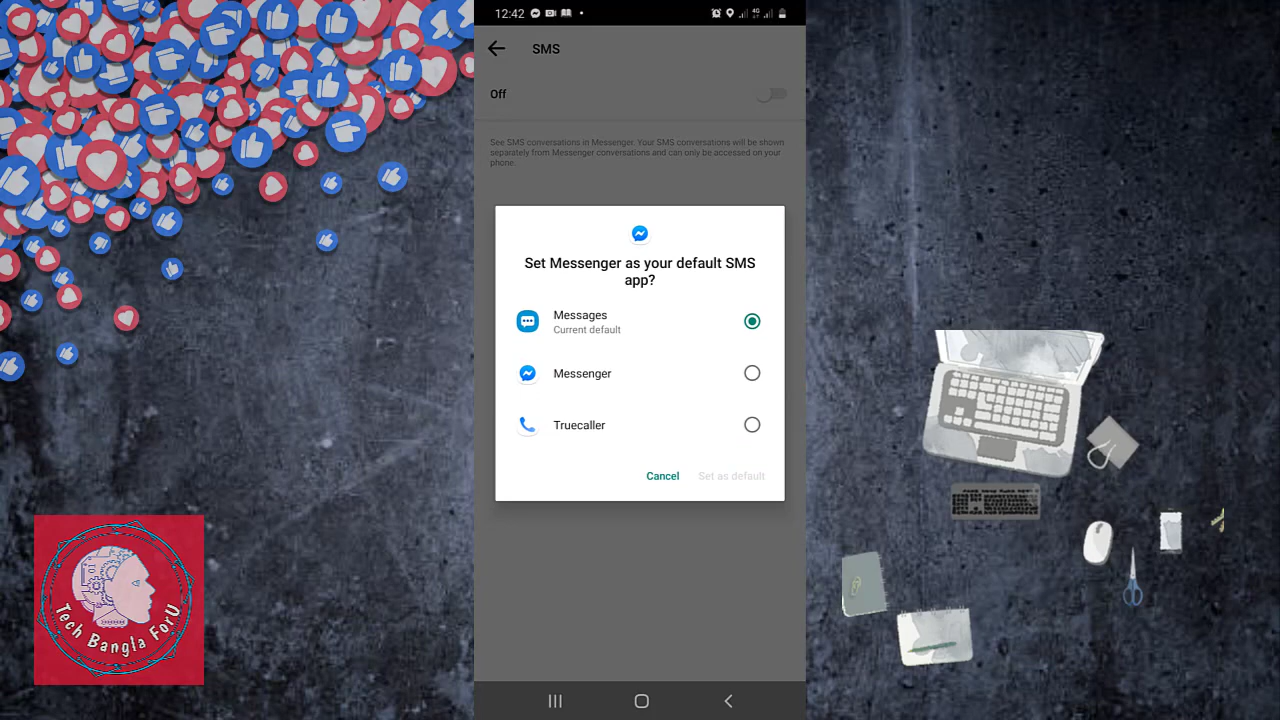 12:42
4G
SMS
Off
See SMS conversations in Messenger. Your SMS conversations will be shown
separately from Messenger conversations and can only be accessed on your
phone.
Set Messenger as your default SMS
app?
Messages
Current default
Messenger
Truecaller
Cancel Set as default
Tech Bangla ForU